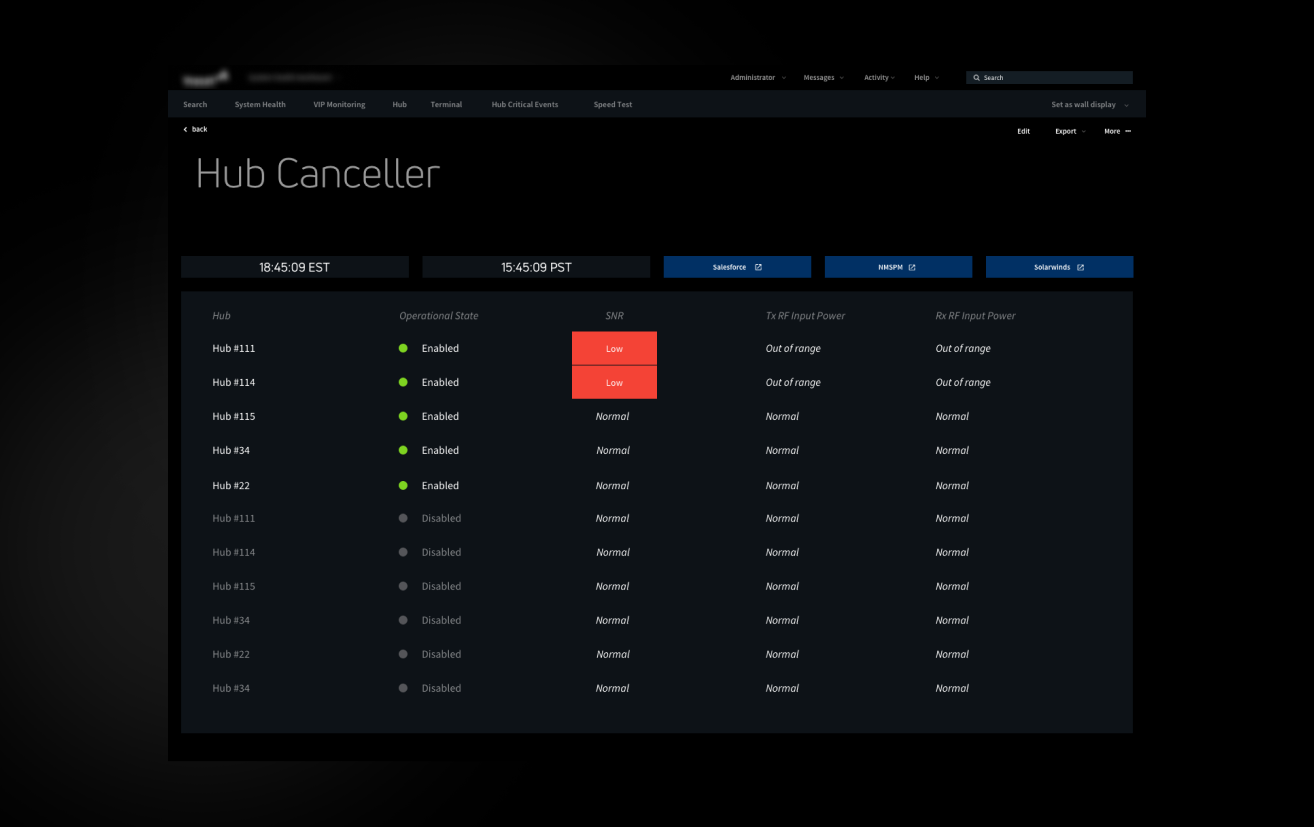 Administrator Messages Activity Help Search
Search System Health VIP Monitoring Hub Terminal Hub Critical Events Speed Test Set as wall display
back
Edit Export More
Hub Canceller
18:45:09 EST 15:45:09 PST Salesforce NMSPM Solarwinds
Hub Operational State SNR Tx RF Input Power Rx RF Input Power
Hub #111 Enabled Low Out of range Out of range
Hub #114 Enabled Low Out of range Out of range
Hub #115 Enabled Normal Normal Normal
Hub #34 Enabled Normal Normal Normal
Hub #22 Enabled Normal Normal Normal
Hub #111 Disabled Normal Normal Normal
Hub #114 Disabled Normal Normal Normal
Hub #115 Disabled Normal Normal Normal
Hub #34 Disabled Normal Normal Normal
Hub #22 Disabled Normal Normal Normal
Hub #34 Disabled Normal Normal Normal